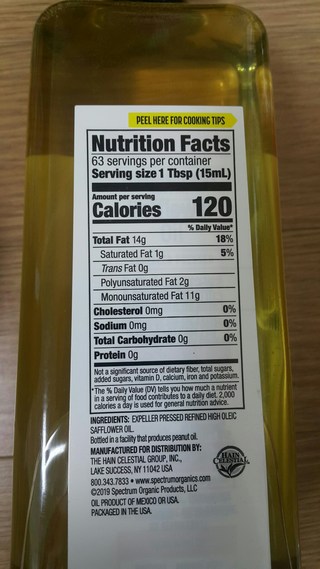 PEEL HERE FOR COOKING TIPS
Nutrition Facts
63 servings per container
Serving size 1 Tbsp (15mL)
Amount per serving
Calories 120
% Daily Value*
Total Fat 14g 18%
Saturated Fat 1g 5%
Trans Fat 0g
Polyunsaturated Fat 2g
Monounsaturated Fat 11g
Cholesterol 0mg 0%
Sodium 0mg 0%
Total Carbohydrate 0g 0%
Protein 0g
Not a significant source of dietary fiber, total sugars,
added sugars, vitamin D, calcium, iron and potassium.
*The % Daily Value (DV) tells you how much a nutrient
in a serving of food contributes to a daily diet. 2,000
calories a day is used for general nutrition advice.
INGREDIENTS: EXPELLER PRESSED REFINED HIGH OLEIC
SAFFLOWER OIL.
Bottled in a facility that produces peanut oil.
MANUFACTURED FOR DISTRIBUTION BY:
THE HAIN CELESTIAL GROUP, INC.,
LAKE SUCCESS, NY 11042 USA
HAIN
CELESTIAL
800.343.7833 • www.spectrumorganics.com
©2019 Spectrum Organic Products, LLC
OIL PRODUCT OF MEXICO OR USA.
PACKAGED IN THE USA.